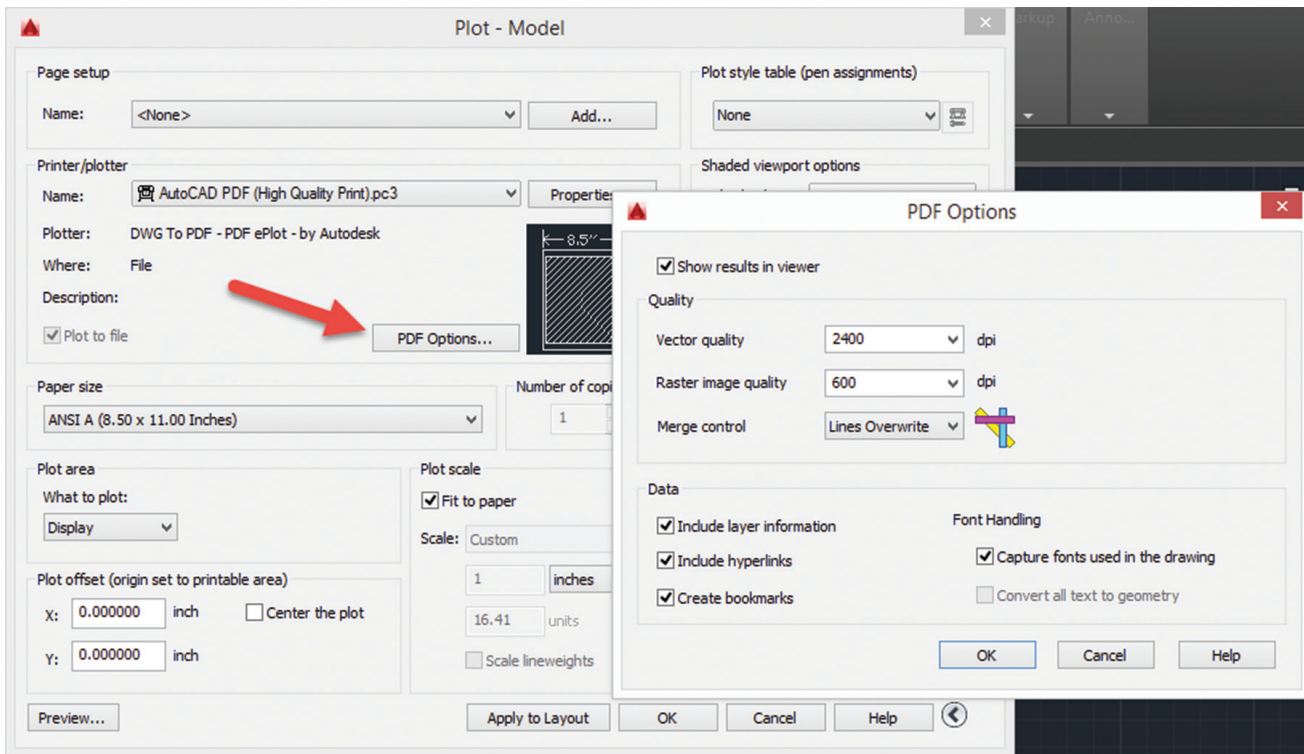 Plot - Model
Page setup
Name:
<None>
Add...
Plot style table (pen assignments)
None
Printer/plotter
Name:
AutoCAD PDF (High Quality Print).pc3
Plotter:
DWG To PDF - PDF ePlot - by Autodesk
Where:
File
Description:
Plot to file
PDF Options...
8.5"
Shaded viewport options
Paper size
ANSI A (8.50 x 11.00 Inches)
Number of
1
Plot area
What to plot:
Display
Plot scale
Fit to paper
Scale:
Custom
1
inches
16.41
units
Scale lineweights
Plot offset (origin set to printable area)
X:
0.000000
inch
Center the plot
Y:
0.000000
inch
Preview...
Apply to Layout
OK
Cancel
Help
Anno...
PDF Options
Show results in viewer
Quality
Vector quality
2400
dpi
Raster image quality
600
dpi
Merge control
Lines Overwrite
Data
Include layer information
Include hyperlinks
Create bookmarks
Font Handling
Capture fonts used in the drawing
Convert all text to geometry
OK
Cancel
Help